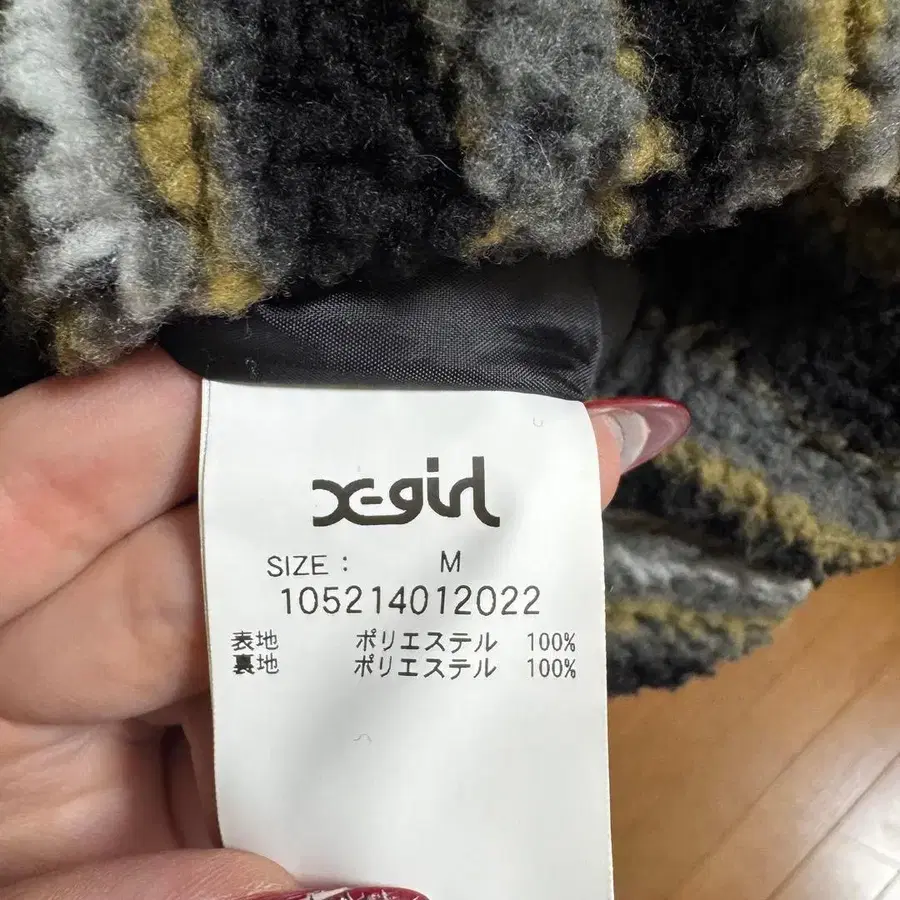 X-girl
SIZE : M
105214012022
表地 ポリエステル 100%
裏地 ポリエステル 100%